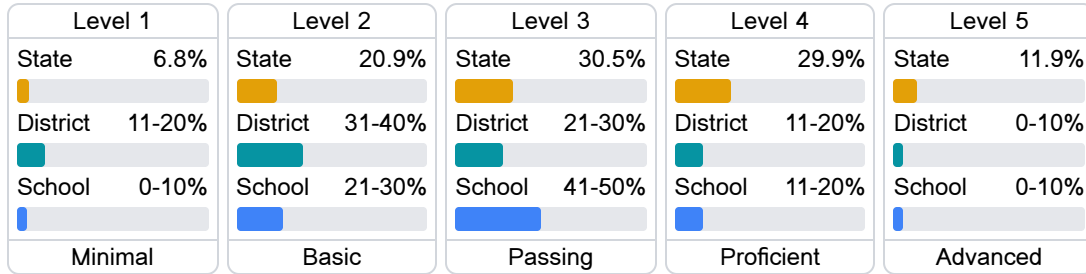 Level 1
State 6.8%
District 11-20%
School 0-10%
Minimal
Level 2
State 20.9%
District 31-40%
School 21-30%
Basic
Level 3
State 30.5%
District 21-30%
School 41-50%
Passing
Level 4
State 29.9%
District 11-20%
School 11-20%
Proficient
Level 5
State 11.9%
District 0-10%
School 0-10%
Advanced